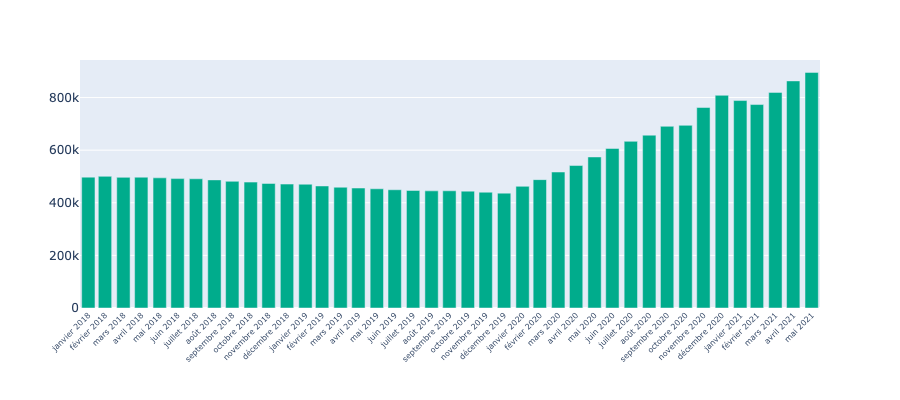 800k
600k
400k
200k
0
janvier 2018
février 2018
mars 2018
avril 2018
mai 2018
juin 2018
juillet 2018
août 2018
septembre 2018
octobre 2018
novembre 2018
décembre 2018
janvier 2019
février 2019
mars 2019
avril 2019
mai 2019
juin 2019
juillet 2019
août 2019
septembre 2019
octobre 2019
novembre 2019
décembre 2019
janvier 2020
février 2020
mars 2020
avril 2020
mai 2020
juin 2020
juillet 2020
août 2020
septembre 2020
octobre 2020
novembre 2020
décembre 2020
janvier 2021
février 2021
mars 2021
avril 2021
mai 2021